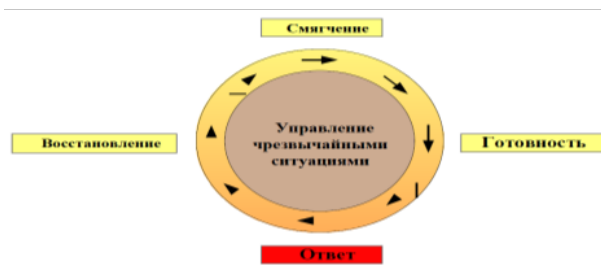 Смягчение
Управление
чрезвычайными
ситуациями
Восстановление
Готовность
Ответ